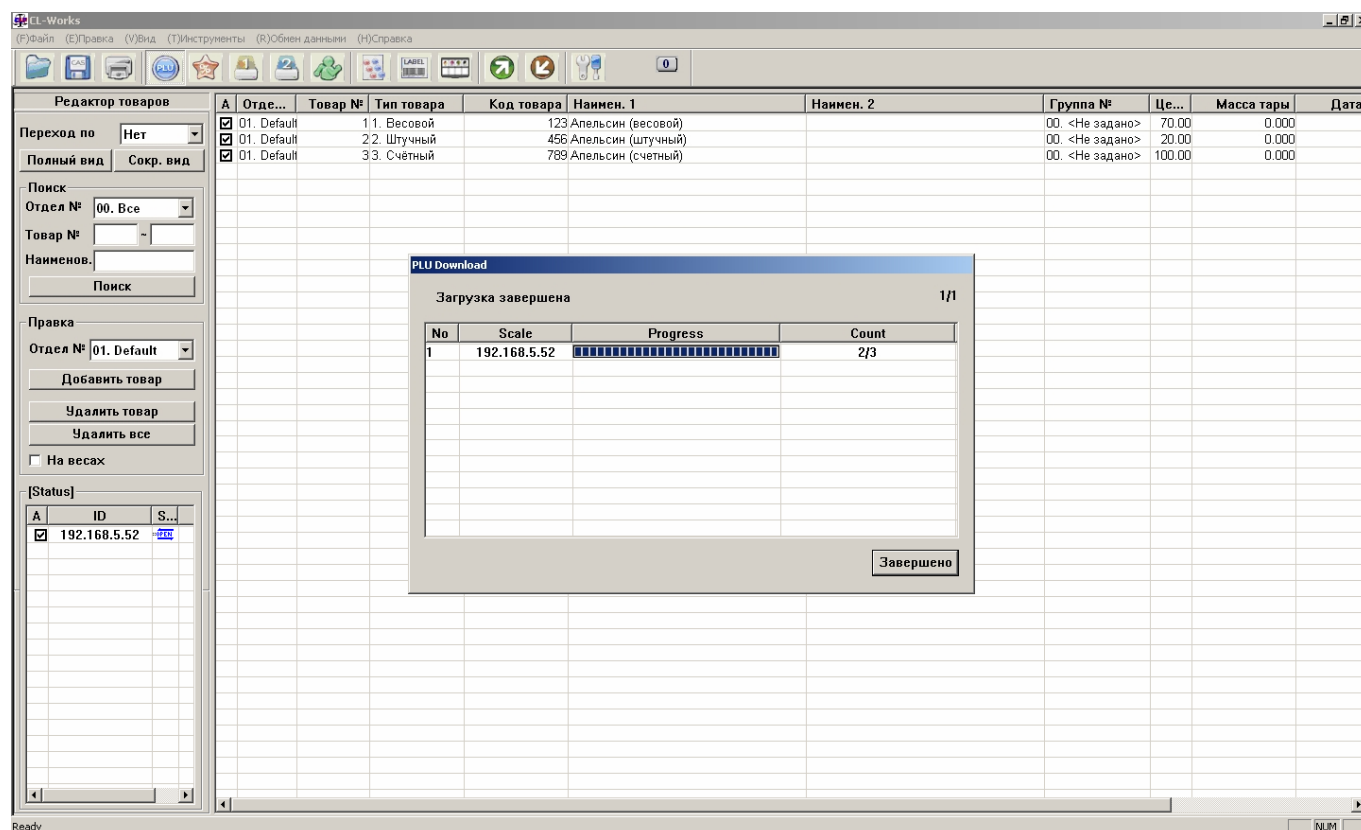 CL-Works
(F)Файл (E)Правка (V)Вид (T)Инструменты (R)Обмен данными (H)Справка
CAS PLU 1 2 LABEL 0
Редактор товаров
Переход по Нет
Полный вид Сокр. вид
Поиск
Отдел № 00. Все
Товар № ~
Наименов.
Поиск
Правка
Отдел № 01. Default
Добавить товар
Удалить товар
Удалить все
На весах
[Status]
A ID S...
192.168.5.52 OPEN
A Отде... Товар № Тип товара Код товара Наимен. 1 Наимен. 2 Группа № Це... Масса тары Дата
01. Default 1 1. Весовой 123 Апельсин (весовой) 00. <Не задано> 70.00 0.000
01. Default 2 2. Штучный 456 Апельсин (штучный) 00. <Не задано> 20.00 0.000
01. Default 3 3. Счётный 789 Апельсин (счетный) 00. <Не задано> 100.00 0.000
PLU Download
Загрузка завершена 1/1
No Scale Progress Count
1 192.168.5.52 2/3
Завершено
Ready NUM